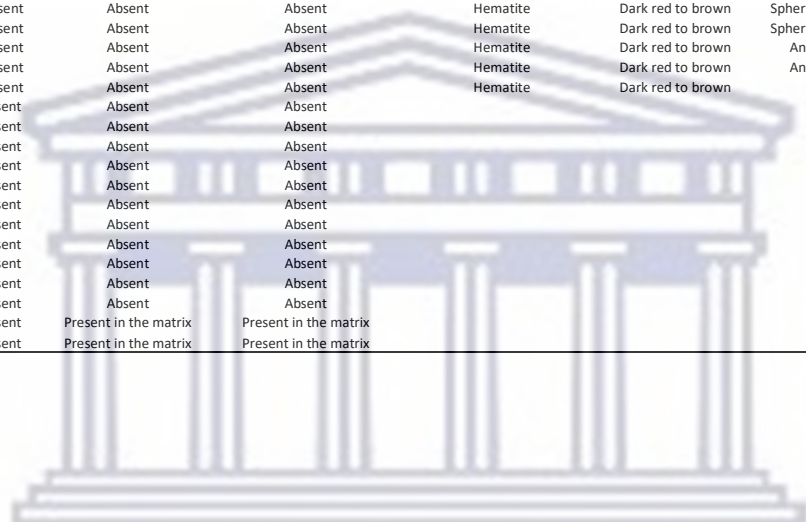 sent Absent Absent Hematite Dark red to brown Spher
sent Absent Absent Hematite Dark red to brown Spher
sent Absent Absent Hematite Dark red to brown An
sent Absent Absent Hematite Dark red to brown An
sent Absent Absent Hematite Dark red to brown
sent Absent Absent
sent Absent Absent
sent Absent Absent
sent Absent Absent
sent Absent Absent
sent Absent Absent
sent Absent Absent
sent Absent Absent
sent Absent Absent
sent Absent Absent
sent Absent Absent
sent Present in the matrix Present in the matrix
sent Present in the matrix Present in the matrix